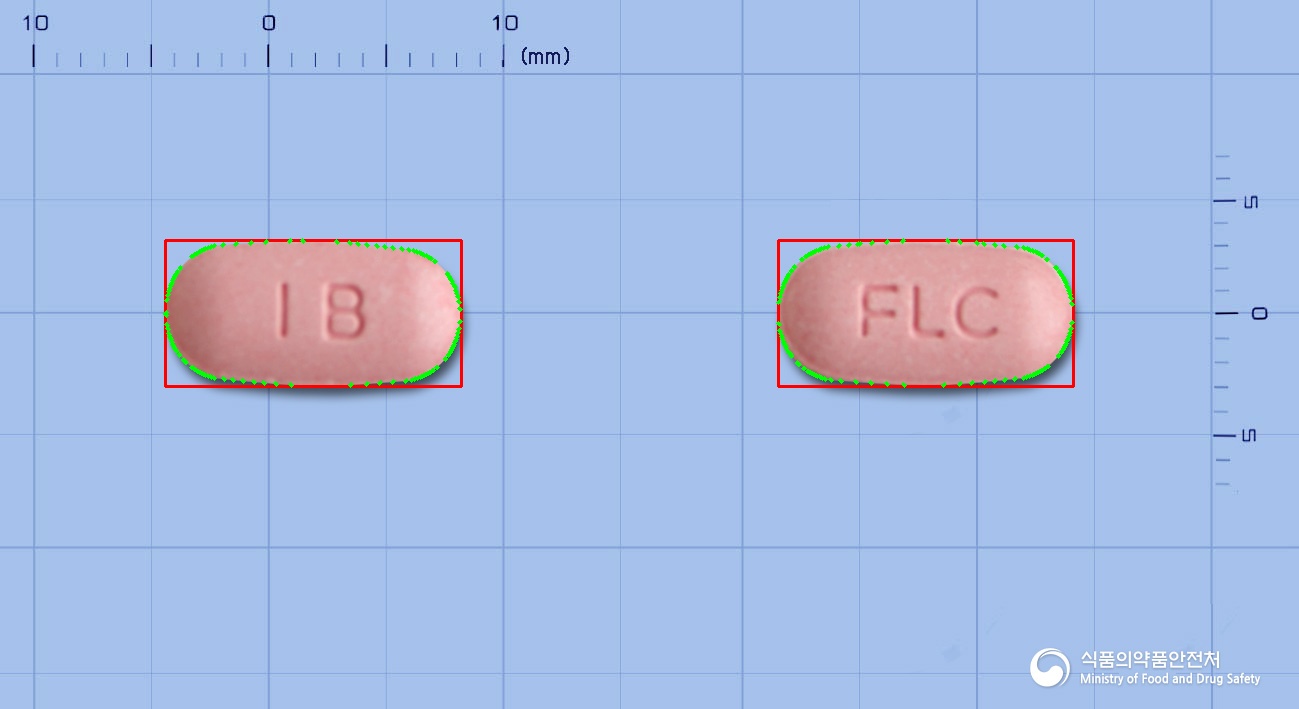 10 0 10
(mm)
5
I B FLC
0
5
식품의약품안전처
Ministry of Food and Drug Safety